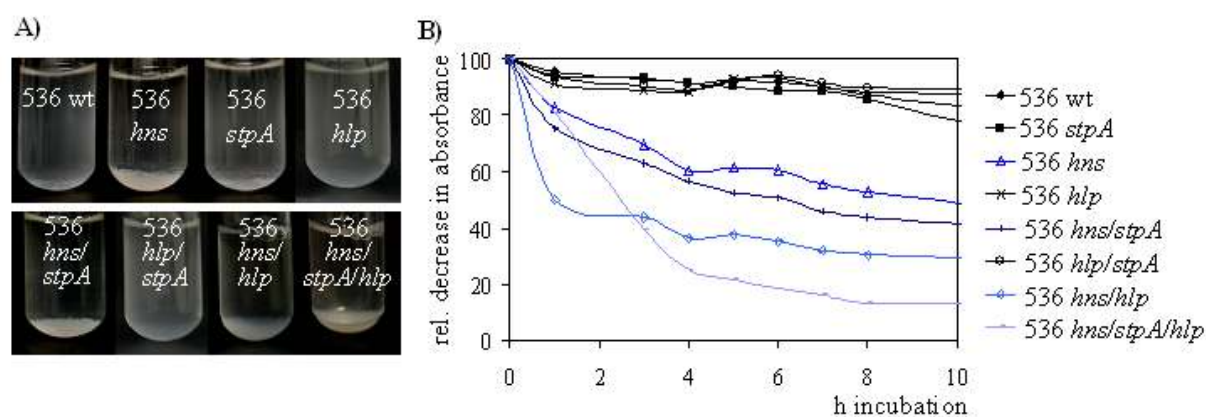 A)
536 wt
536
hns
536
stpA
536
hlp
536
hns/
stpA
536
hlp/
stpA
536
hns/
hlp
536
hns/
stpA/hlp
B)
rel. decrease in absorbance
100
80
60
40
20
0
0 2 4 6 8 10
h incubation
536 wt
536 stpA
536 hns
536 hlp
536 hns/stpA
536 hlp/stpA
536 hns/hlp
536 hns/stpA/hlp